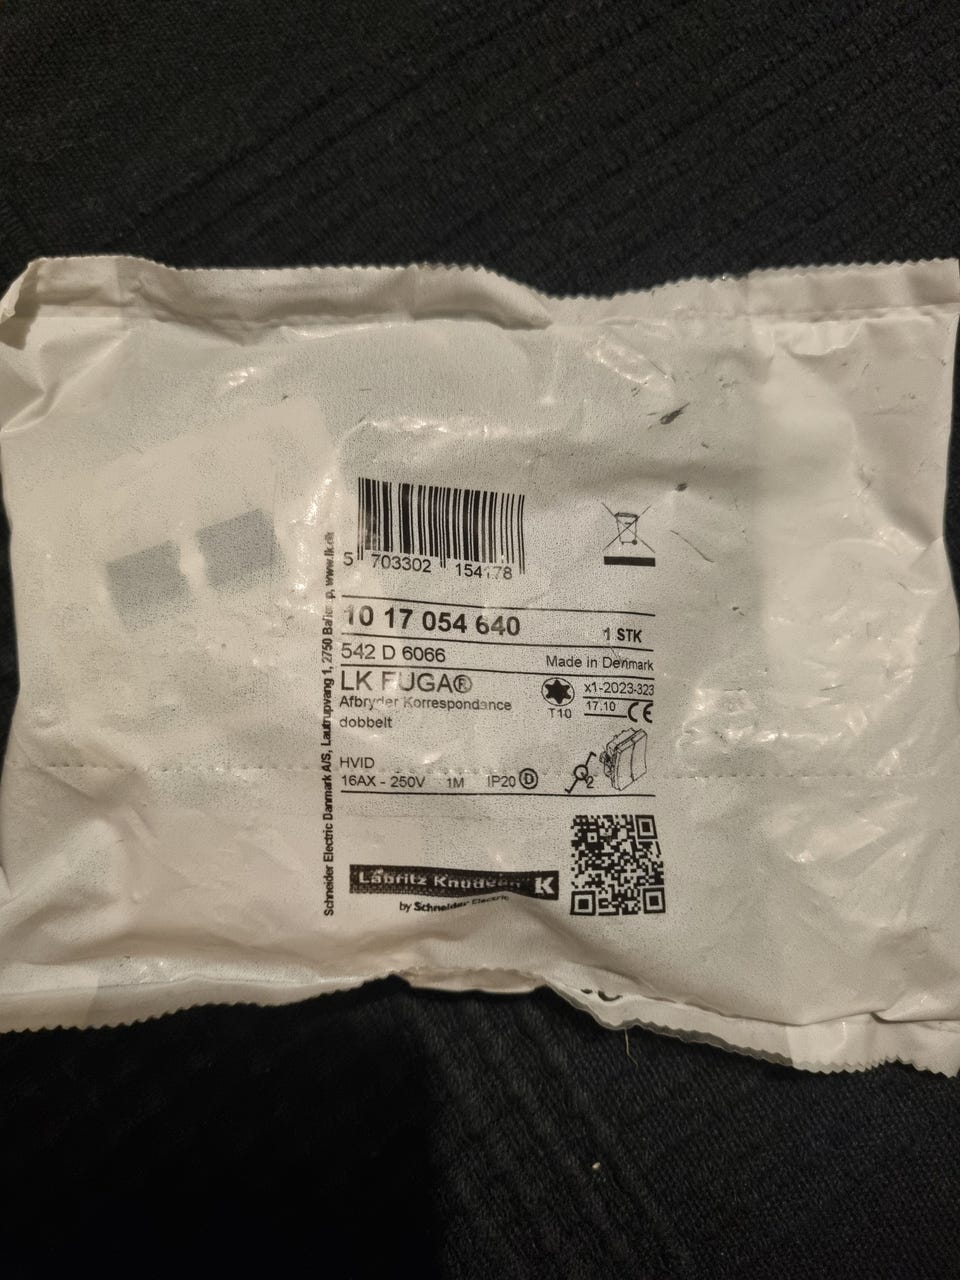 5 703302 154178
10 17 054 640
1 STK
542 D 6066
Made in Denmark
LK FUGA®
Afbryder Korrespondance
dobbelt
T10
x1-2023-323
17.10 CE
HVID
16AX - 250V 1M IP20 D
2
Lauritz Knudsen K
by Schneider Electric
Schneider Electric Danmark A/S, Lautrupvang 1, 2750 Ballerup, www.lk.dk